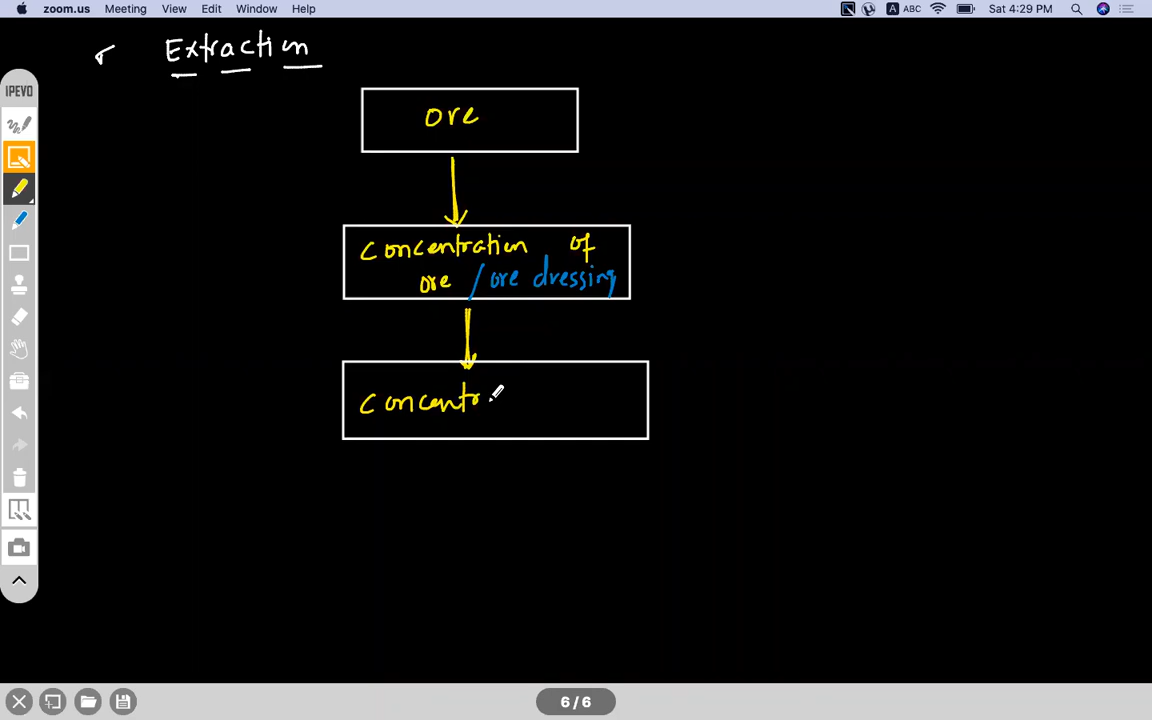 zoom.us Meeting View Edit Window Help A ABC Sat 4:29 PM
Extraction
IPEVO
ore
Concentration of
ore / ore dressing
Concentr
6 / 6